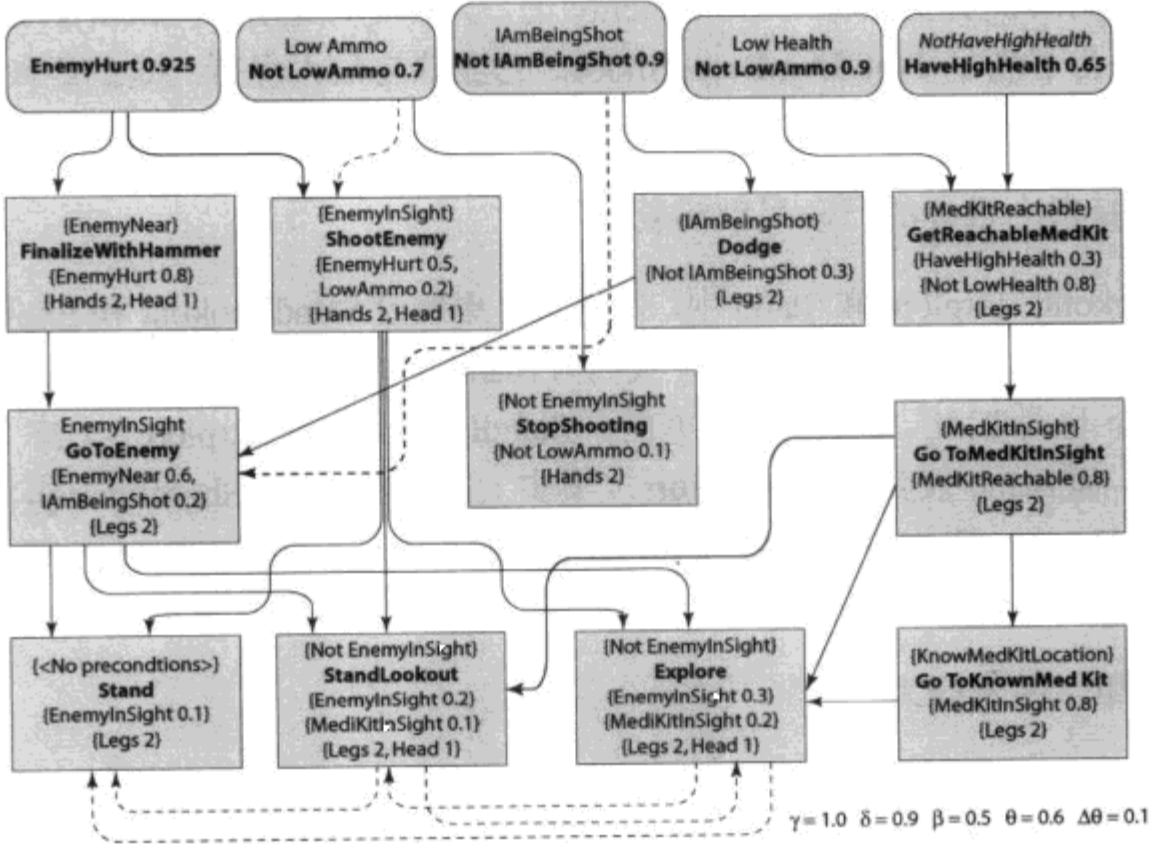 EnemyHurt 0.925
Low Ammo
Not LowAmmo 0.7
IAmBeingShot
Not IAmBeingShot 0.9
Low Health
Not LowAmmo 0.9
NotHaveHighHealth
HaveHighHealth 0.65
{EnemyNear}
FinalizeWithHammer
{EnemyHurt 0.8}
{Hands 2, Head 1}
{EnemyInSight}
ShootEnemy
{EnemyHurt 0.5,
LowAmmo 0.2}
{Hands 2, Head 1}
{IAmBeingShot}
Dodge
{Not IAmBeingShot 0.3}
{Legs 2}
{MedKitReachable}
GetReachableMedKit
{HaveHighHealth 0.3}
{Not LowHealth 0.8}
{Legs 2}
EnemyInSight
GoToEnemy
{EnemyNear 0.6,
IAmBeingShot 0.2}
{Legs 2}
{Not EnemyInSight
StopShooting
{Not LowAmmo 0.1}
{Hands 2}
{MedKitInSight}
Go ToMedKitInSight
{MedKitReachable 0.8}
{Legs 2}
{<No precondtions>}
Stand
{EnemyInSight 0.1}
{Legs 2}
{Not EnemyInSight}
StandLookout
{EnemyInSight 0.2}
{MediKitInSight 0.1}
{Legs 2, Head 1}
{Not EnemyInSight}
Explore
{EnemyInSight 0.3}
{MediKitInSight 0.2}
{Legs 2, Head 1}
{KnowMedKitLocation}
Go ToKnownMed Kit
{MedKitInSight 0.8}
{Legs 2}
γ = 1.0 δ = 0.9 β = 0.5 θ = 0.6 Δθ = 0.1